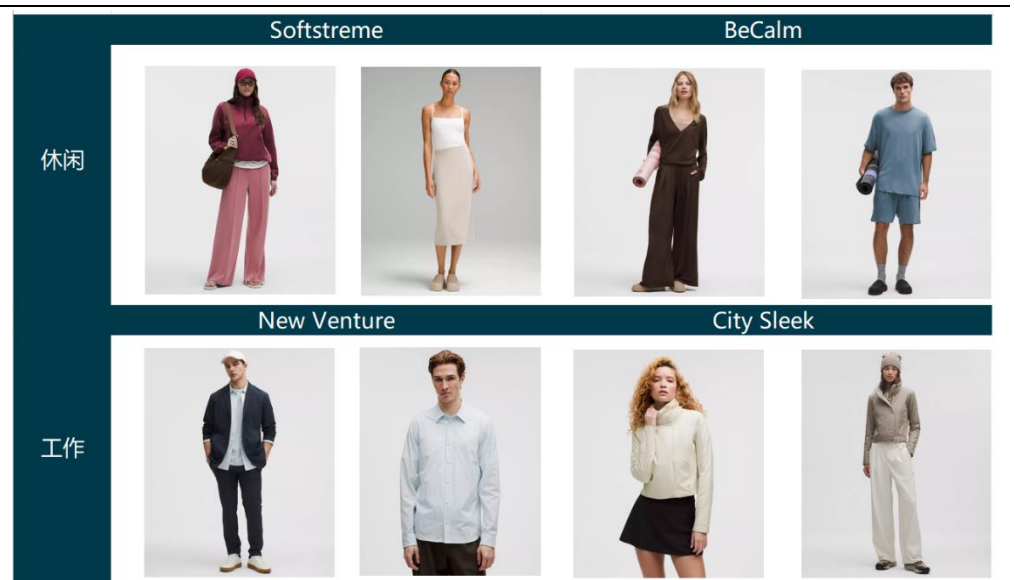 Softstreme
BeCalm
休闲
New Venture
City Sleek
工作